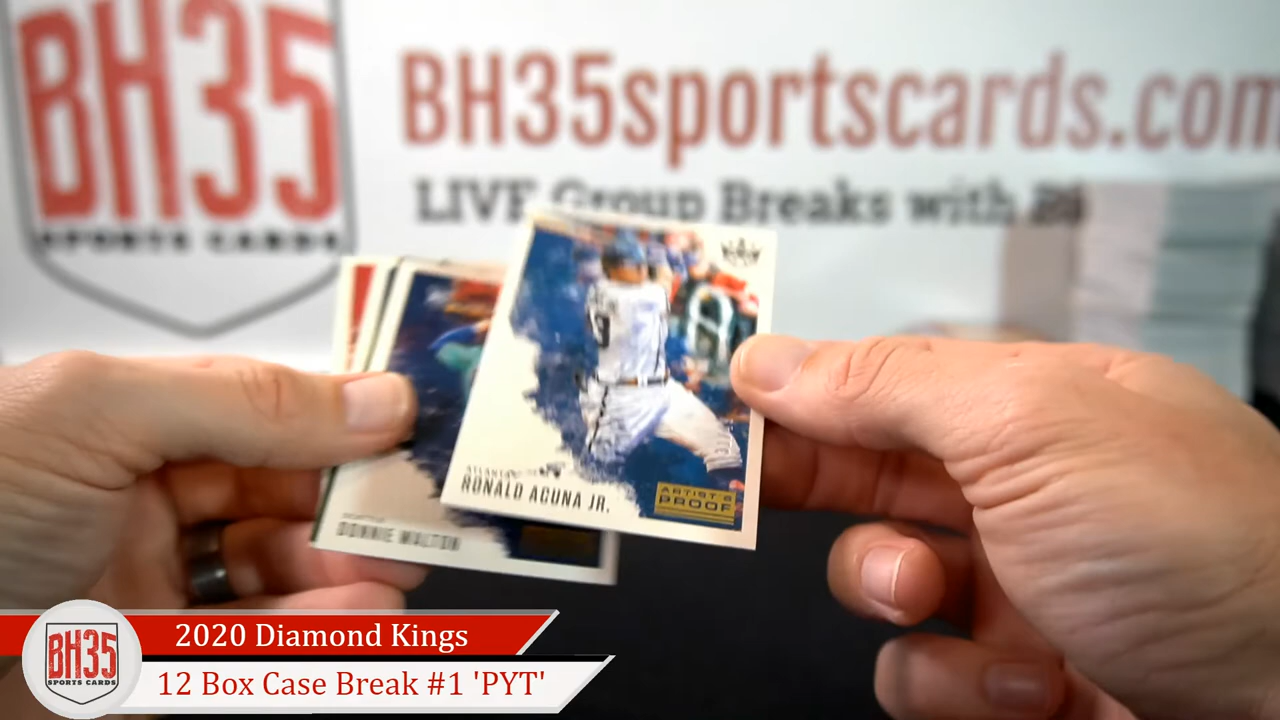 BH35
SPORTS CARDS
BH35sportscards.com
LIVE Group Breaks with
ATLANTA
RONALD ACUNA JR.
ARTIST'S
PROOF
DONNIE WALTON
BH35
SPORTS CARDS
2020 Diamond Kings
12 Box Case Break #1 'PYT'